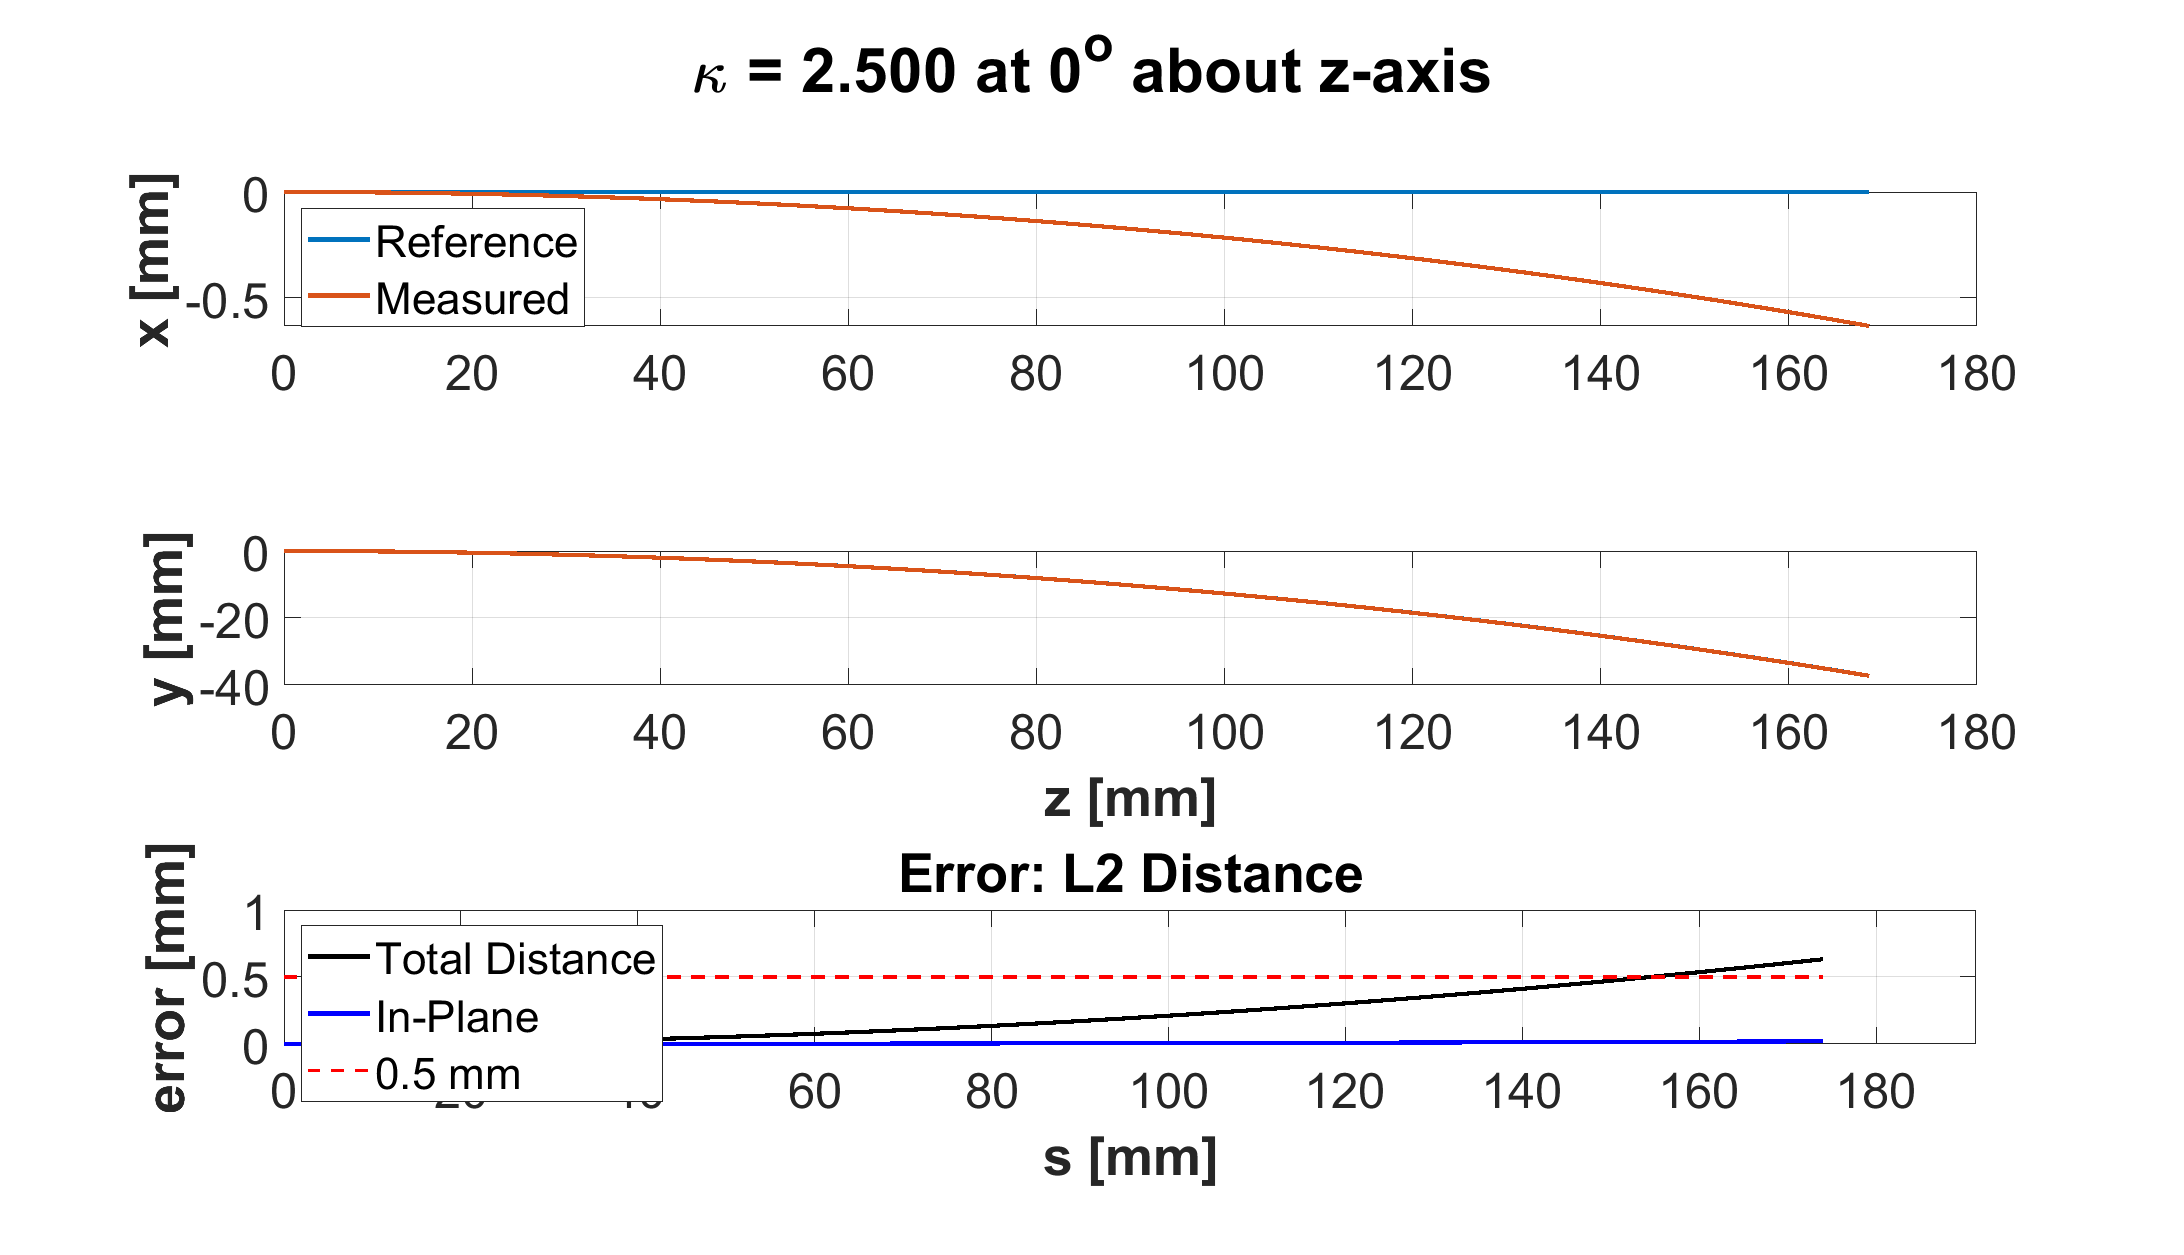 κ = 2.500 at 0° about z-axis
x [mm]
0
-0.5
Reference
Measured
0 20 40 60 80 100 120 140 160 180
y [mm]
0
-20
-40
0 20 40 60 80 100 120 140 160 180
z [mm]
Error: L2 Distance
error [mm]
1
0.5
0
Total Distance
In-Plane
0.5 mm
0 60 80 100 120 140 160 180
s [mm]